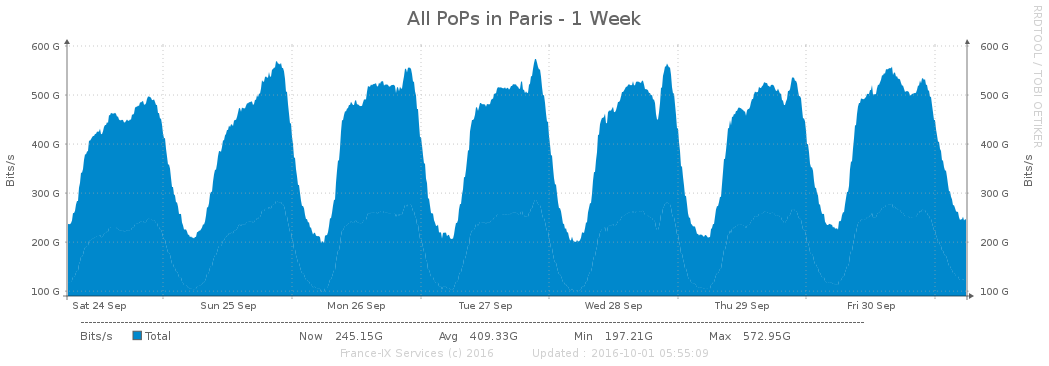 All PoPs in Paris - 1 Week
RRDTOOL / TOBI OETIKER
600 G 600 G
500 G 500 G
400 G 400 G
300 G 300 G
200 G 200 G
100 G 100 G
Bits/s
Bits/s
Sat 24 Sep Sun 25 Sep Mon 26 Sep Tue 27 Sep Wed 28 Sep Thu 29 Sep Fri 30 Sep
Bits/s Total Now 245.15G Avg 409.33G Min 197.21G Max 572.95G
France-IX Services (c) 2016 Updated : 2016-10-01 05:55:09